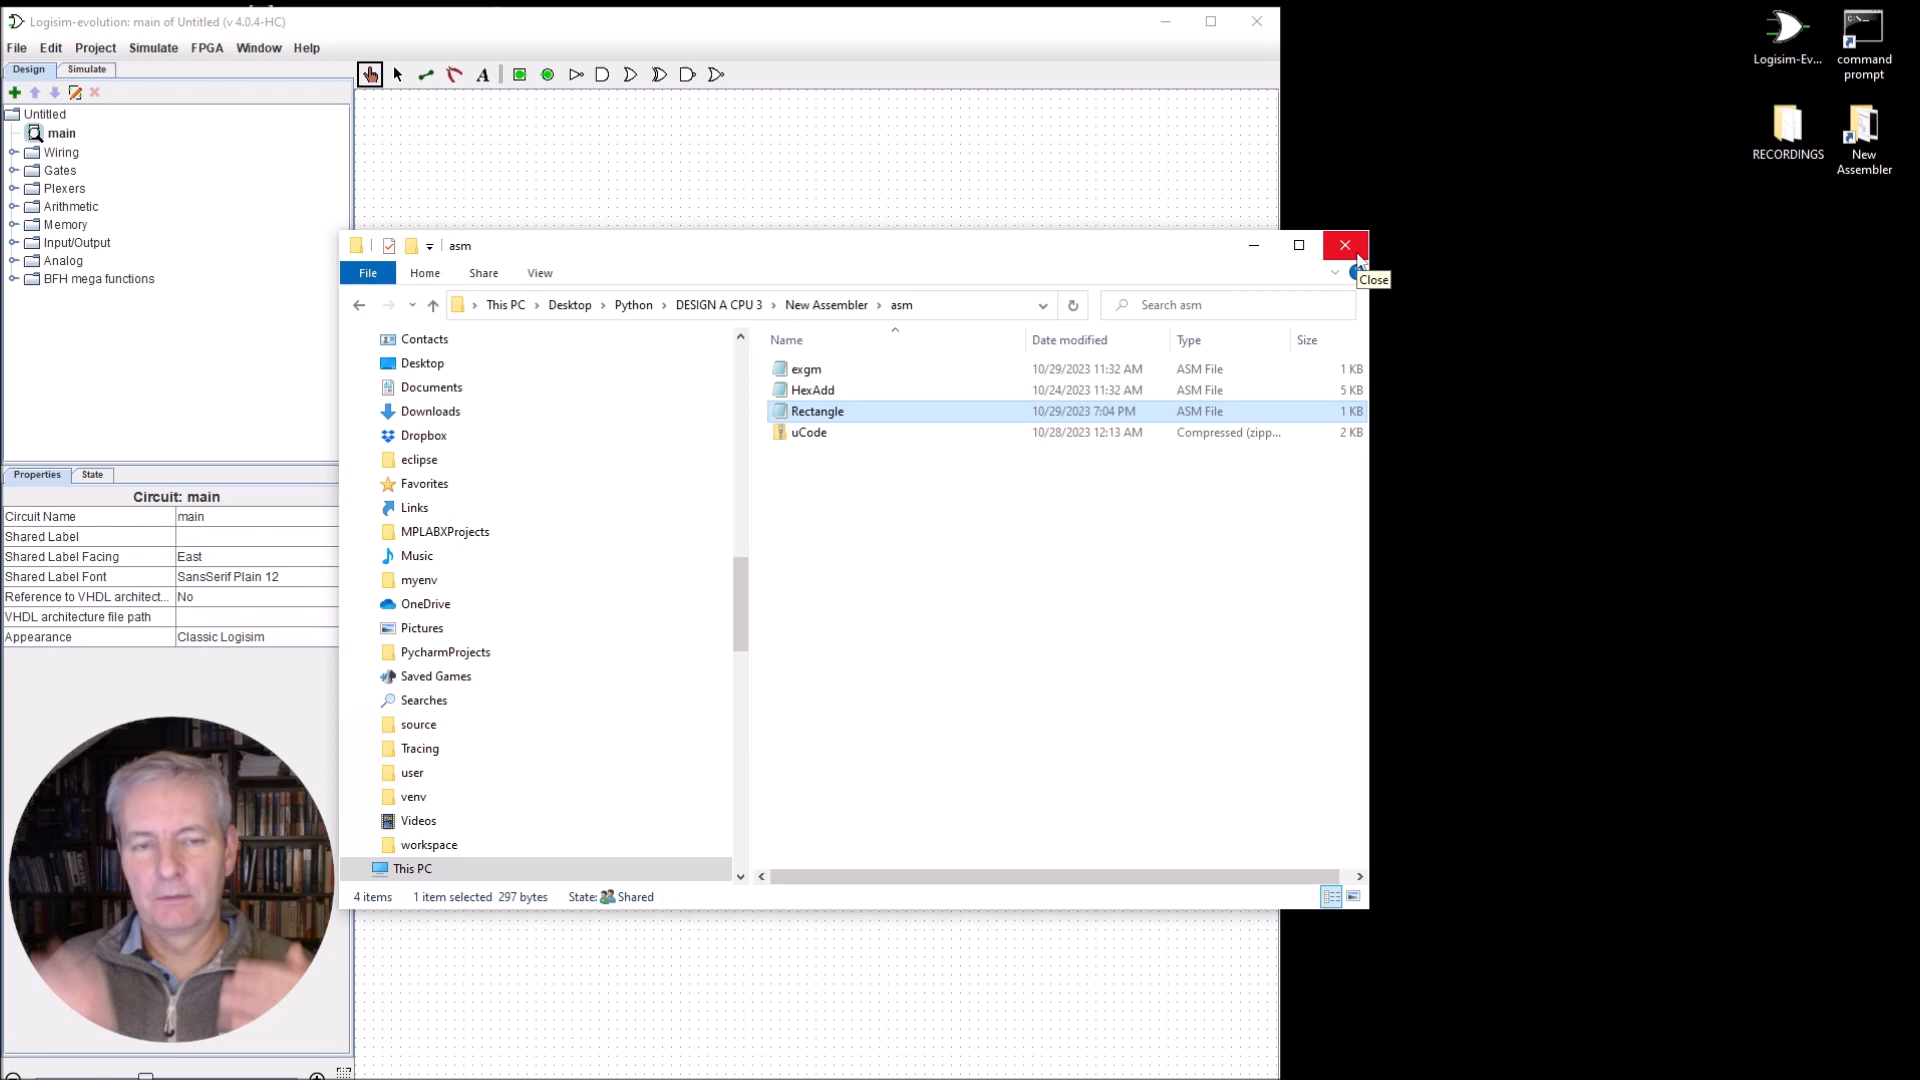 Logisim-evolution: main of Untitled (v 4.0.4-HC)
File Edit Project Simulate FPGA Window Help
Design Simulate
A
Untitled
main
Wiring
Gates
Plexers
Arithmetic
Memory
Input/Output
Analog
BFH mega functions
Properties State
Circuit: main
Circuit Name main
Shared Label
Shared Label Facing East
Shared Label Font SansSerif Plain 12
Reference to VHDL architect... No
VHDL architecture file path
Appearance Classic Logisim
asm
File Home Share View
Close
This PC Desktop Python DESIGN A CPU 3 New Assembler asm
Search asm
Contacts
Desktop
Documents
Downloads
Dropbox
eclipse
Favorites
Links
MPLABXProjects
Music
myenv
OneDrive
Pictures
PycharmProjects
Saved Games
Searches
source
Tracing
user
venv
Videos
workspace
This PC
Name Date modified Type Size
exgm 10/29/2023 11:32 AM ASM File 1 KB
HexAdd 10/24/2023 11:32 AM ASM File 5 KB
Rectangle 10/29/2023 7:04 PM ASM File 1 KB
uCode 10/28/2023 12:13 AM Compressed (zipp... 2 KB
4 items 1 item selected 297 bytes State: Shared
Logisim-Ev...
command
prompt
RECORDINGS
New
Assembler